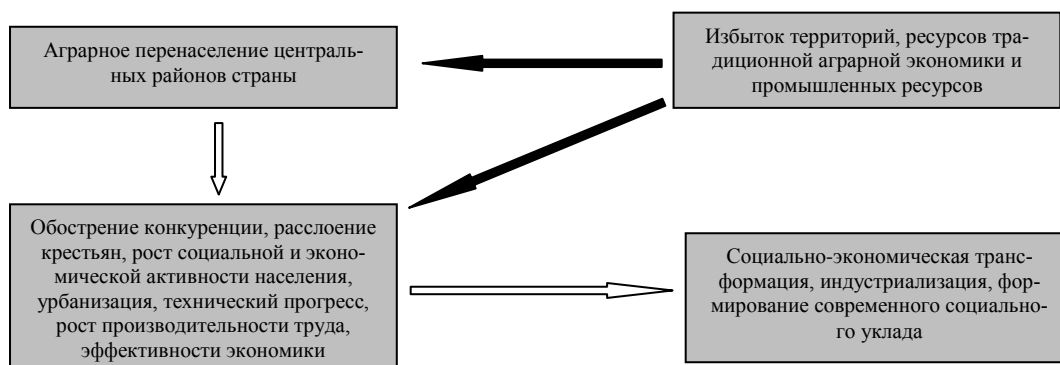 Аграрное перенаселение централь-
ных районов страны
Избыток территорий, ресурсов тра-
диционной аграрной экономики и
промышленных ресурсов
Обострение конкуренции, расслоение
крестьян, рост социальной и эконо-
мической активности населения,
урбанизация, технический прогресс,
рост производительности труда,
эффективности экономики
Социально-экономическая транс-
формация, индустриализация, фор-
мирование современного социально-
го уклада